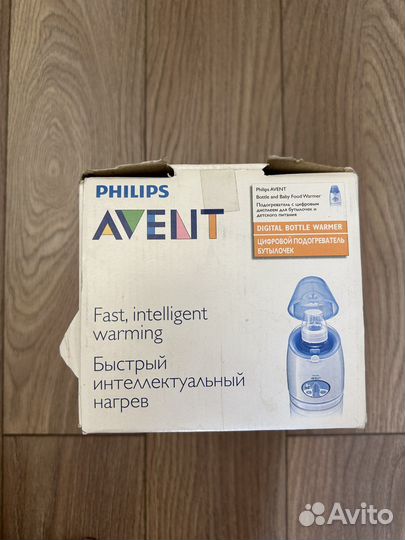 PHILIPS
AVENT
Philips AVENT
Bottle and Baby Food Warmer
Подогреватель с цифровым
дисплеем для бутылочек и
детского питания
DIGITAL BOTTLE WARMER
ЦИФРОВОЙ ПОДОГРЕВАТЕЛЬ
БУТЫЛОЧЕК
Fast, intelligent
warming
Быстрый
интеллектуальный
нагрев
Avito